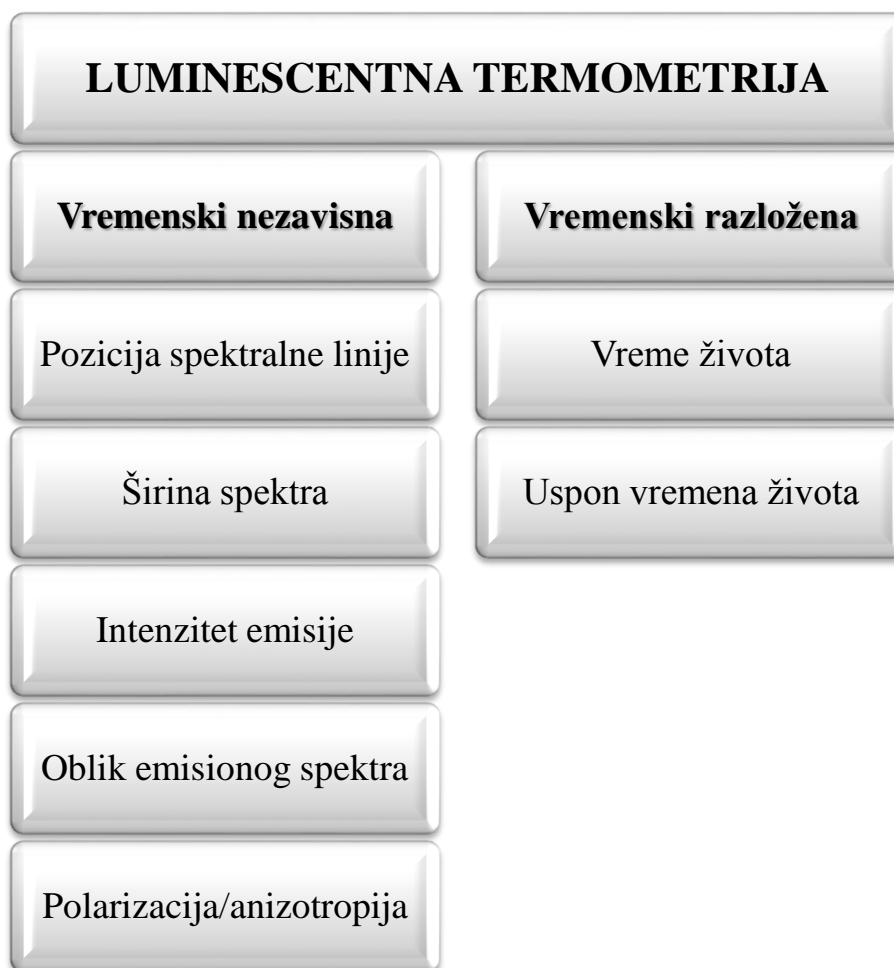 LUMINESCENTNA TERMOMETRIJA
Vremenski nezavisna
Vremenski razložena
Pozicija spektralne linije
Vreme života
Širina spektra
Uspon vremena života
Intenzitet emisije
Oblik emisionog spektra
Polarizacija/anizotropija